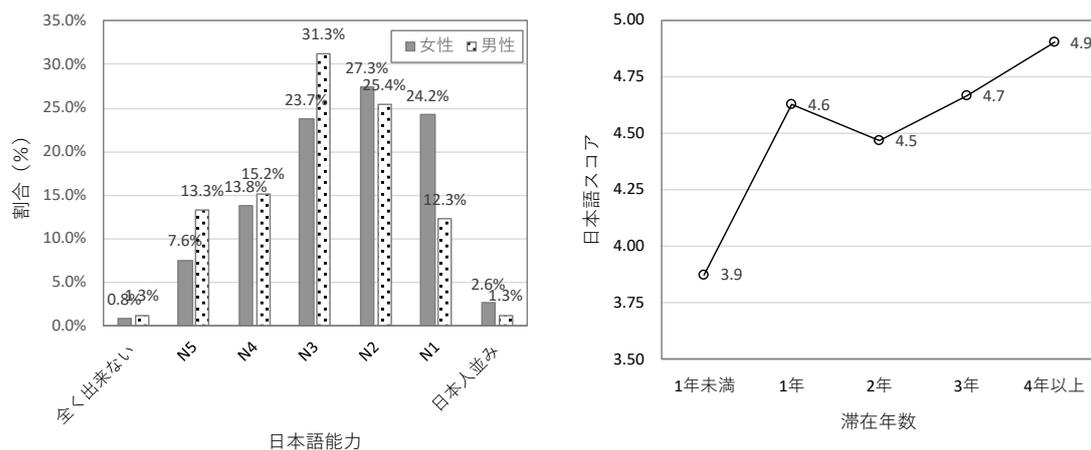 35.0%
30.0%
25.0%
20.0%
15.0%
10.0%
5.0%
0.0%
割合（%）
女性 男性
0.8%
1.3%
7.6%
13.3%
13.8%
15.2%
23.7%
31.3%
27.3%
25.4%
24.2%
12.3%
2.6%
1.3%
全く出来ない
N5
N4
N3
N2
N1
日本人並み
日本語能力
5.00
4.75
4.50
4.25
4.00
3.75
3.50
日本語スコア
3.9
4.6
4.5
4.7
4.9
1年未満 1年 2年 3年 4年以上
滞在年数